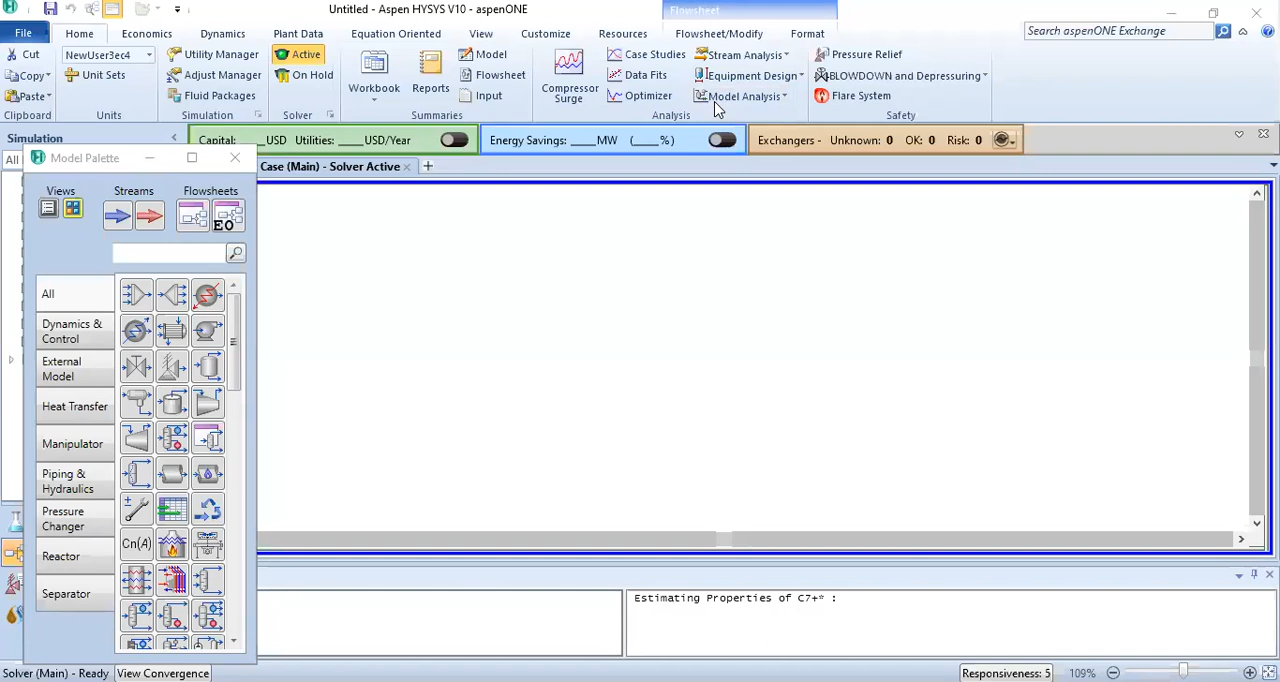 Untitled - Aspen HYSYS V10 - aspenONE
Flowsheet
File Home Economics Dynamics Plant Data Equation Oriented View Customize Resources Flowsheet/Modify Format
Search aspenONE Exchange
Cut
Copy
Paste
Clipboard
NewUser3ec4
Unit Sets
Units
Utility Manager
Adjust Manager
Fluid Packages
Simulation
Active
On Hold
Solver
Workbook
Reports
Model
Flowsheet
Input
Summaries
Compressor
Surge
Case Studies
Data Fits
Optimizer
Stream Analysis
Equipment Design
Model Analysis
Analysis
Pressure Relief
BLOWDOWN and Depressuring
Flare System
Safety
Simulation
Capital: ____USD Utilities: ____USD/Year
Energy Savings: ____MW (____%)
Exchangers - Unknown: 0 OK: 0 Risk: 0
All
Case (Main) - Solver Active
Model Palette
Views Streams Flowsheets
EO
All
Dynamics &
Control
External
Model
Heat Transfer
Manipulator
Piping &
Hydraulics
Pressure
Changer
Reactor
Separator
Cn(A)
Estimating Properties of C7+* :
Solver (Main) - Ready View Convergence Responsiveness: 5 109%